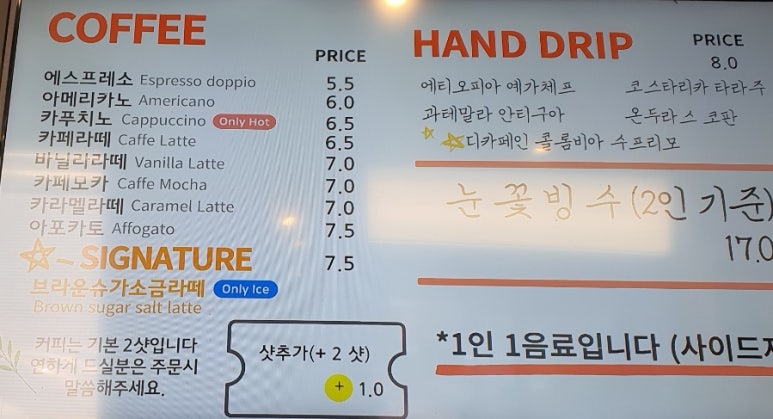 COFFEE
PRICE
에스프레소 Espresso doppio 5.5
아메리카노 Americano 6.0
카푸치노 Cappuccino Only Hot 6.5
카페라떼 Caffe Latte 6.5
바닐라라떼 Vanilla Latte 7.0
카페모카 Caffe Mocha 7.0
카라멜라떼 Caramel Latte 7.0
아포카토 Affogato 7.5
~SIGNATURE 7.5
브라운슈가소금라떼 Only Ice
Brown sugar salt latte
커피는 기본 2샷입니다
연하게 드실분은 주문시
말씀해주세요.
샷추가(+ 2 샷)
+ 1.0
HAND DRIP
PRICE
8.0
에티오피아 예가체프 코스타리카 타라주
과테말라 안티구아 온두라스 코판
디카페인 콜롬비아 수프리모
눈꽃빙수(2인 기준)
17.0
*1인 1음료입니다 (사이드